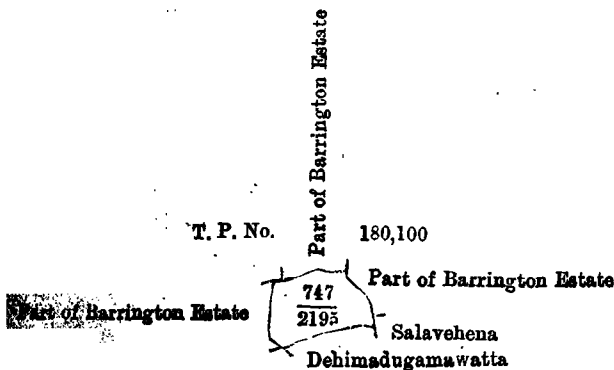 Part of Barrington Estate
T. P. No. 180,100
Part of Barrington Estate
747
2195
Part of Barrington Estate
Salavehena
Dehimadugamawatta